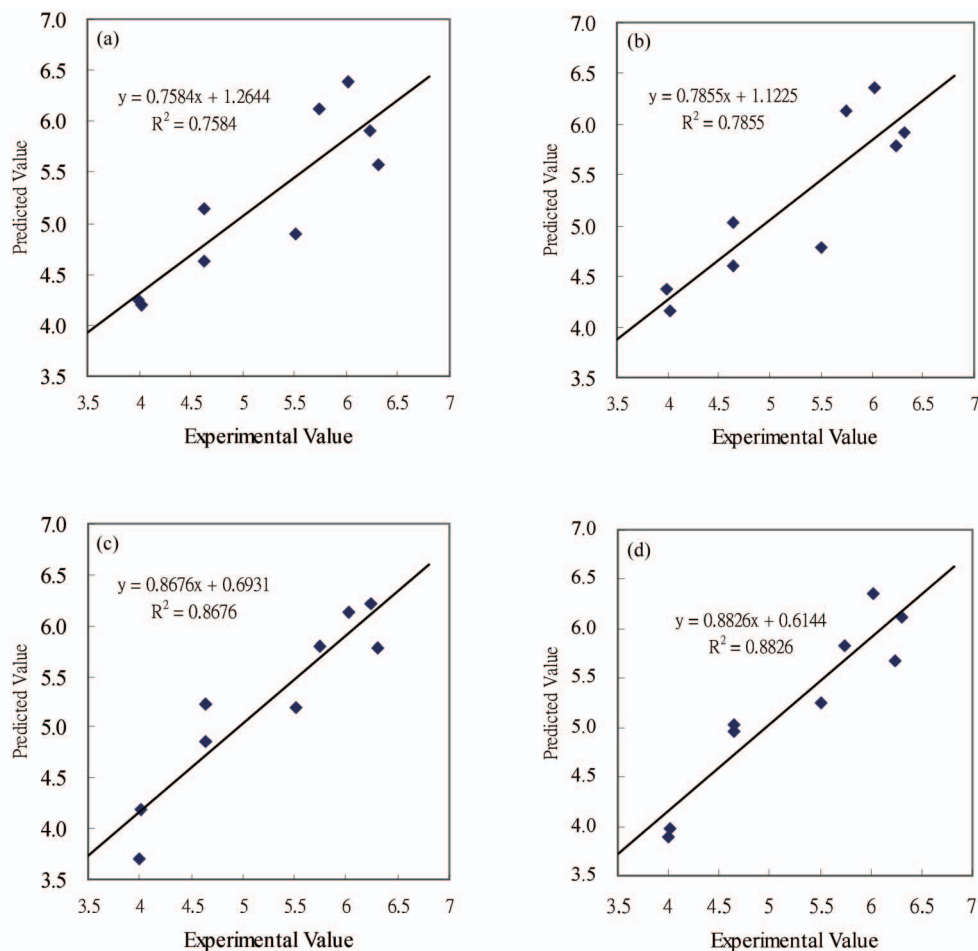 (a)
y = 0.7584x + 1.2644
R² = 0.7584
7.0
6.5
6.0
5.5
5.0
4.5
4.0
3.5
3.5 4 4.5 5 5.5 6 6.5 7
Predicted Value
Experimental Value
(b)
y = 0.7855x + 1.1225
R² = 0.7855
7.0
6.5
6.0
5.5
5.0
4.5
4.0
3.5
3.5 4 4.5 5 5.5 6 6.5 7
Predicted Value
Experimental Value
(c)
y = 0.8676x + 0.6931
R² = 0.8676
7.0
6.5
6.0
5.5
5.0
4.5
4.0
3.5
3.5 4 4.5 5 5.5 6 6.5 7
Predicted Value
Experimental Value
(d)
y = 0.8826x + 0.6144
R² = 0.8826
7.0
6.5
6.0
5.5
5.0
4.5
4.0
3.5
3.5 4 4.5 5 5.5 6 6.5 7
Predicted Value
Experimental Value